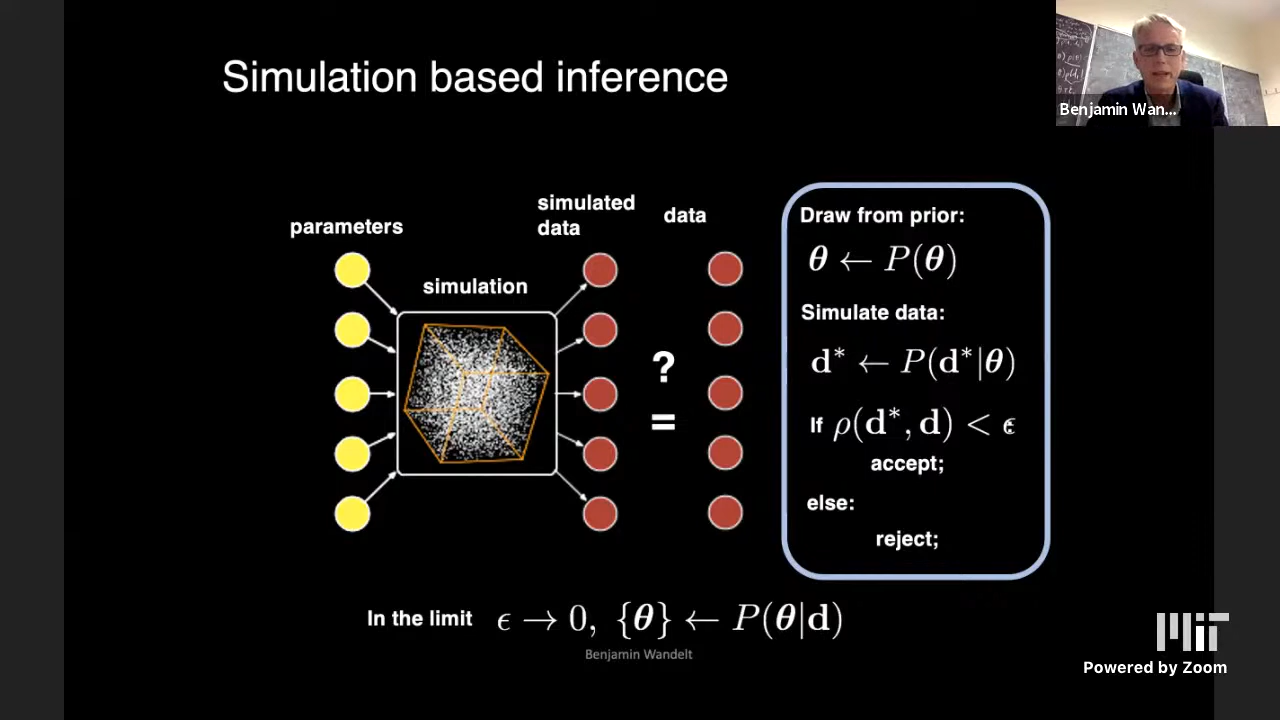 Simulation based inference
Benjamin Wan...
parameters
simulation
simulated
data
data
?
=
Draw from prior:
θ ← P(θ)
Simulate data:
d* ← P(d*|θ)
If ρ(d*, d) < ϵ
accept;
else:
reject;
In the limit ϵ → 0, {θ} ← P(θ|d)
Benjamin Wandelt
MIT
Powered by Zoom